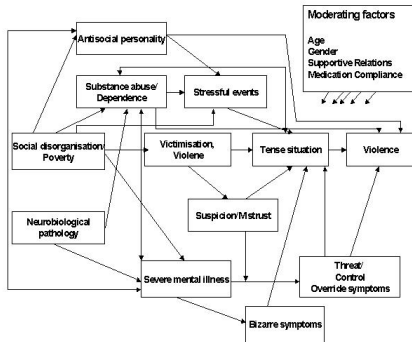 Moderating factors
Age
Gender
Supportive Relations
Medication Compliance
Antisocial personality
Substance abuse/
Dependence
Stressful events
Social disorganisation/
Poverty
Victimisation,
Violene
Tense situation
Violence
Suspicion/Mistrust
Neurobiological
pathology
Severe mental illness
Threat/
Control
Override symptoms
Bizarre symptoms